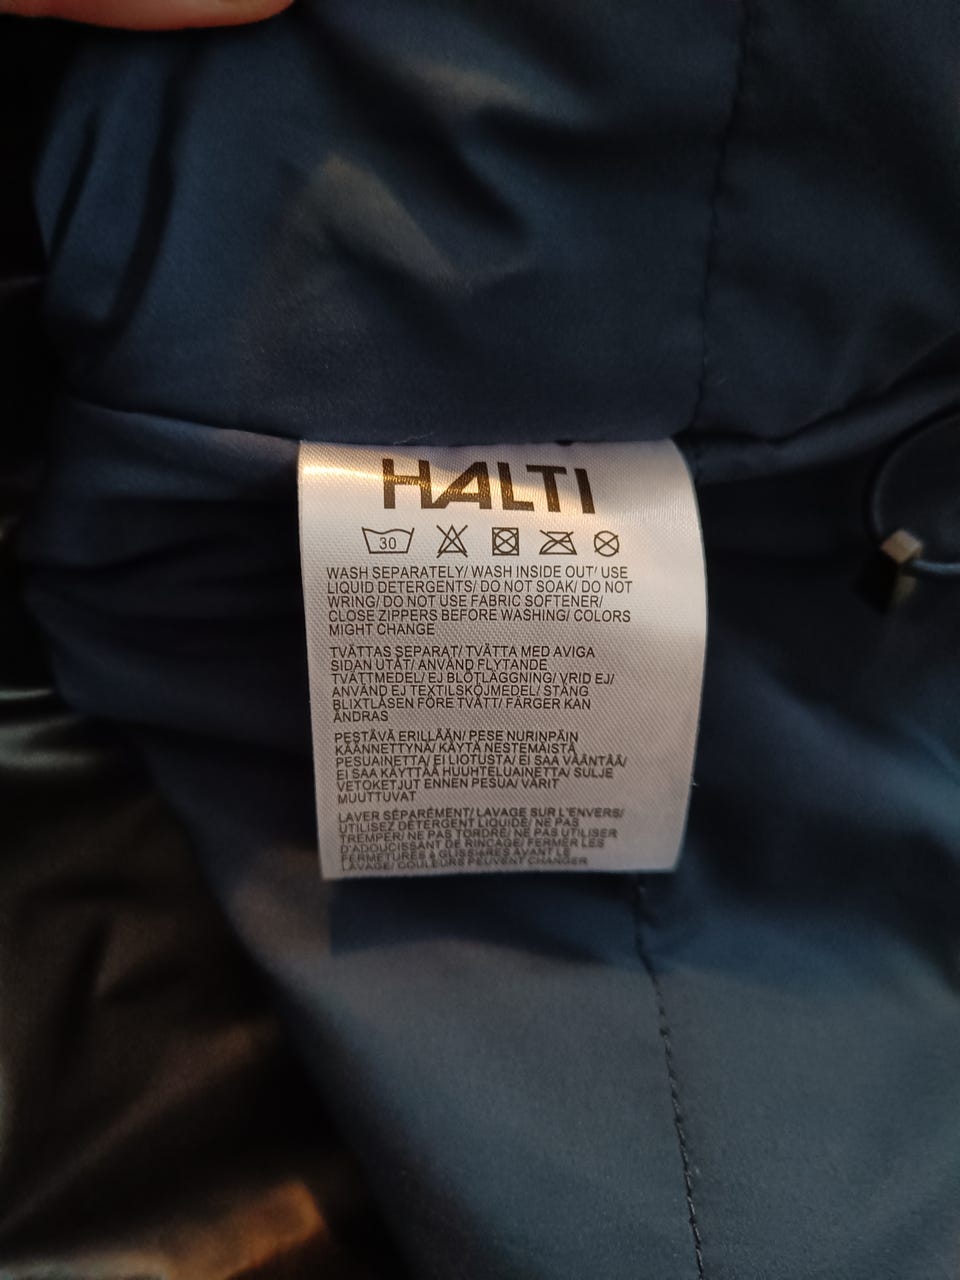 HALTI
30
WASH SEPARATELY/ WASH INSIDE OUT/ USE
LIQUID DETERGENTS/ DO NOT SOAK/ DO NOT
WRING/ DO NOT USE FABRIC SOFTENER/
CLOSE ZIPPERS BEFORE WASHING/ COLORS
MIGHT CHANGE
TVÄTTAS SEPARAT/ TVÄTTA MED AVIGA
SIDAN UTÅT/ ANVÄND FLYTANDE
TVÄTTMEDEL/ EJ BLÖTLÄGGNING/ VRID EJ/
ANVÄND EJ TEXTILSKÖJMEDEL/ STÄNG
BLIXTLÅSEN FÖRE TVÄTT/ FÄRGER KAN
ÄNDRAS
PESTÄVÄ ERILLÄÄN/ PESE NURINPÄIN
KÄÄNNETTYNÄ/ KÄYTÄ NESTEMÄISTÄ
PESUAINETTA/ EI LIOTUSTA/ EI SAA VÄÄNTÄÄ/
EI SAA KÄYTTÄÄ HUUHTELUAINETTA/ SULJE
VETOKETJUT ENNEN PESUA/ VÄRIT
MUUTTUVAT
LAVER SÉPARÉMENT/ LAVAGE SUR L'ENVERS/
UTILISEZ DÉTERGENT LIQUIDE/ NE PAS
TREMPER/ NE PAS TORDRE/ NE PAS UTILISER
D'ADOUCISSANT DE RINCAGE/ FERMER LES
FERMETURES à GLISSIèRES AVANT LE
LAVAGE/ COULEURS PEUVENT CHANGER